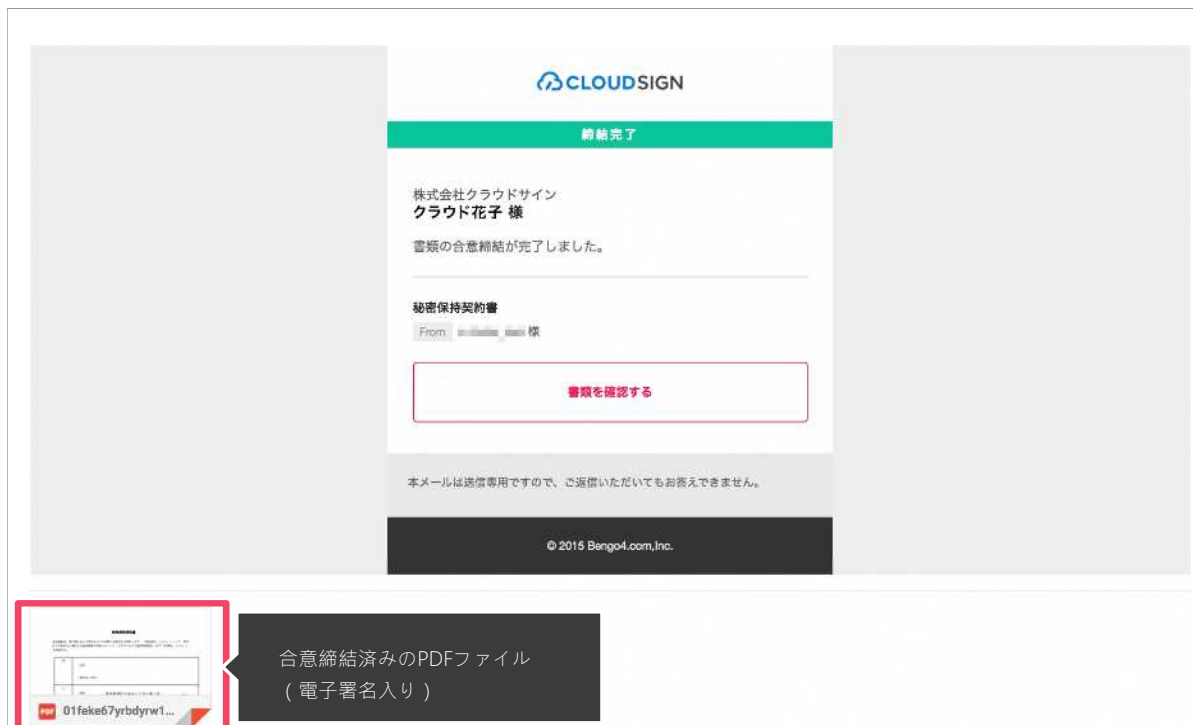 CLOUDSIGN
締結完了
株式会社クラウドサイン
クラウド花子 様
書類の合意締結が完了しました。
秘密保持契約書
From 様
書類を確認する
本メールは送信専用ですので、ご返信いただいてもお答えできません。
© 2015 Bengo4.com,Inc.
合意締結済みのPDFファイル
(電子署名入り)
PDF 01feke67yrbdyrw1...